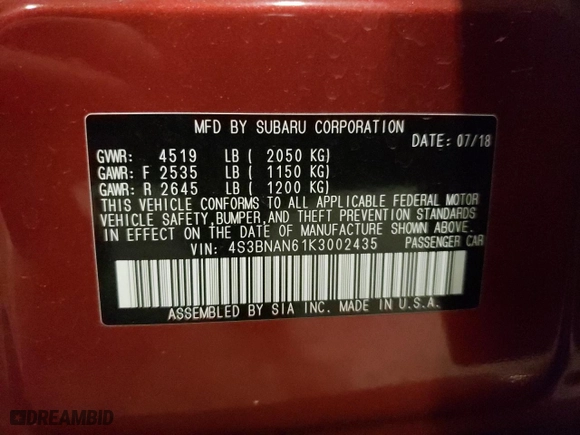 MFD BY SUBARU CORPORATION
DATE: 07/18
GVWR: 4519 LB ( 2050 KG)
GAWR: F 2535 LB ( 1150 KG)
GAWR: R 2645 LB ( 1200 KG)
THIS VEHICLE CONFORMS TO ALL APPLICABLE FEDERAL MOTOR
VEHICLE SAFETY, BUMPER, AND THEFT PREVENTION STANDARDS
IN EFFECT ON THE DATE OF MANUFACTURE SHOWN ABOVE.
VIN: 4S3BNAN61K3002435 PASSENGER CAR
ASSEMBLED BY SIA INC. MADE IN U.S.A.
DREAMBID